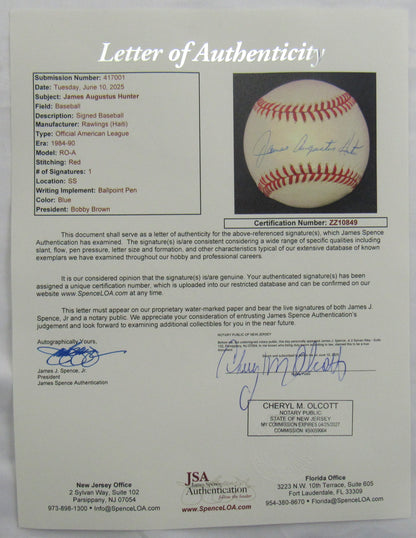 Letter of Authenticity
Submission Number: 417001
Date: Tuesday, June 10, 2025
Subject: James Augustus Hunter
Field: Baseball
Description: Signed Baseball
Manufacturer: Rawlings (Haiti)
Type: Official American League
Era: 1984-90
Model: RO-A
Stitching: Red
# of Signatures: 1
Location: SS
Writing Implement: Ballpoint Pen
Color: Blue
President: Bobby Brown
James Augustus Hunter
Certification Number: ZZ10849
This document shall serve as a letter of authenticity for the above-referenced signature(s), which James Spence
Authentication has examined. The signature(s) is/are consistent considering a wide range of specific qualities including
slant, flow, pen pressure, letter size and formation, and other characteristics typical of our extensive database of known
exemplars we have examined throughout our hobby and professional careers.
It is our considered opinion that the signature(s) is/are genuine. Your authenticated signature(s) has been
assigned a unique certification number, which is uploaded into our restricted database and can be confirmed on our
website www.SpenceLOA.com at any time.
This letter must appear on our proprietary water-marked paper and bear the live signatures of both James J.
Spence, Jr and a notary public. We appreciate your consideration of entrusting James Spence Authentication's
judgement and look forward to examining additional collectibles for you in the near future.
Autographically Yours,
James J. Spence, Jr.
President
James Spence Authentication
NOTARY PUBLIC OF NEW JERSEY
Cheryl M Olcott
CHERYL M. OLCOTT
NOTARY PUBLIC
STATE OF NEW JERSEY
MY COMMISSION EXPIRES 04/25/2027
COMMISSION: #50059064
New Jersey Office
2 Sylvan Way, Suite 102
Parsippany, NJ 07054
973-898-1300 • Info@SpenceLOA.com
JSA
James Spence
Authentication
follow the leader
www.SpenceLOA.com
Florida Office
3223 N.W. 10th Terrace, Suite 605
Fort Lauderdale, FL 33309
954-380-8670 • Florida@SpenceLOA.com